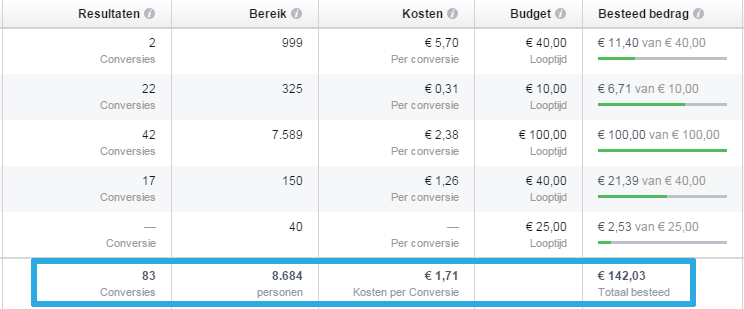 Resultaten Bereik Kosten Budget Besteed bedrag
2 999 € 5,70 € 40,00 € 11,40 van € 40,00
Conversies Per conversie Looptijd
22 325 € 0,31 € 10,00 € 6,71 van € 10,00
Conversies Per conversie Looptijd
42 7.589 € 2,38 € 100,00 € 100,00 van € 100,00
Conversies Per conversie Looptijd
17 150 € 1,26 € 40,00 € 21,39 van € 40,00
Conversies Per conversie Looptijd
— 40 — € 25,00 € 2,53 van € 25,00
Conversie Per conversie Looptijd
83 8.684 € 1,71 € 142,03
Conversies personen Kosten per Conversie Totaal besteed